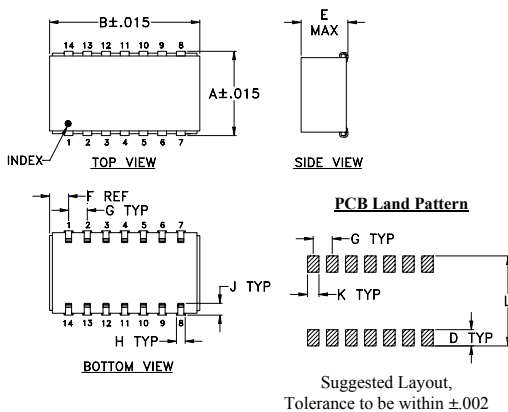 B±.015
14 13 12 11 10 9 8
A±.015
INDEX
1 2 3 4 5 6 7
TOP VIEW
E
MAX
SIDE VIEW
F REF
G TYP
1 2 3 4 5 6 7
J TYP
14 13 12 11 10 9 8
H TYP
BOTTOM VIEW
PCB Land Pattern
G TYP
K TYP
L
D TYP
Suggested Layout,
Tolerance to be within ±.002